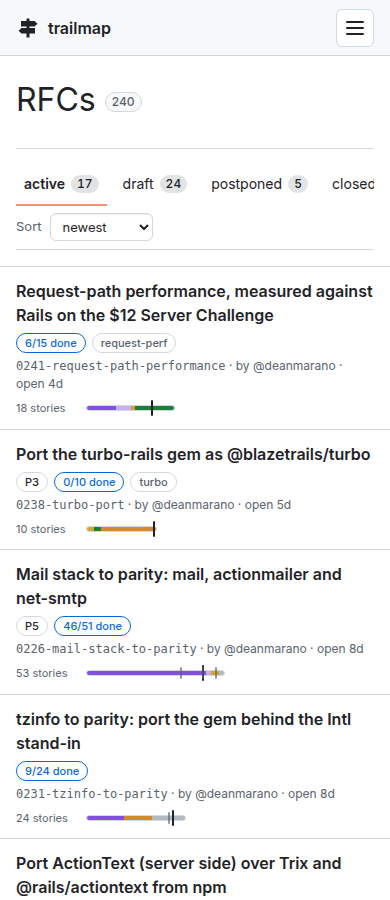 trailmap
RFCs 240
active 17 draft 24 postponed 5 closed
Sort newest
Request-path performance, measured against
Rails on the $12 Server Challenge
6/15 done request-perf
0241-request-path-performance · by @deanmarano ·
open 4d
18 stories
Port the turbo-rails gem as @blazetrails/turbo
P3 0/10 done turbo
0238-turbo-port · by @deanmarano · open 5d
10 stories
Mail stack to parity: mail, actionmailer and
net-smtp
P5 46/51 done
0226-mail-stack-to-parity · by @deanmarano · open 8d
53 stories
tzinfo to parity: port the gem behind the Intl
stand-in
9/24 done
0231-tzinfo-to-parity · by @deanmarano · open 8d
24 stories
Port ActionText (server side) over Trix and
@rails/actiontext from npm